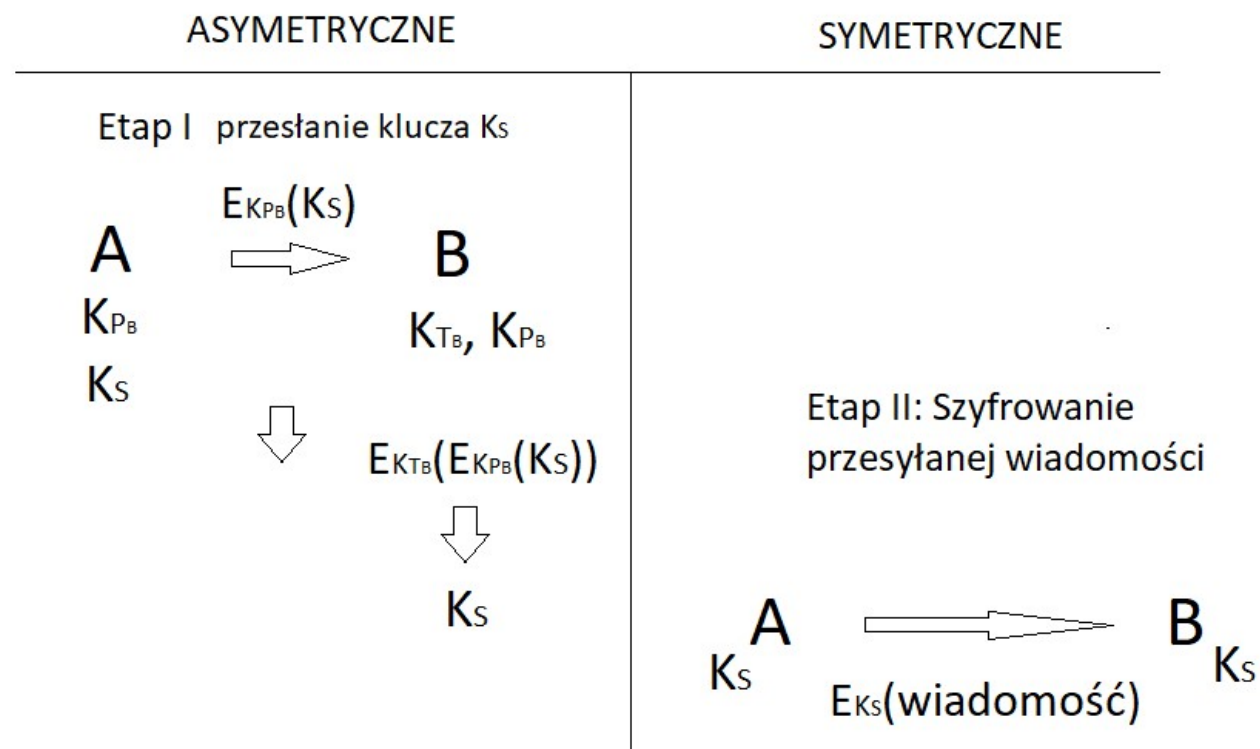 ASYMETRYCZNE
SYMETRYCZNE
Etap I przesłanie klucza Ks
EKPB(KS)
A
B
KPB
KTB, KPB
KS
EKTB(EKPB(KS))
KS
Etap II: Szyfrowanie
przesyłanej wiadomości
A
B
KS
KS
EKS(wiadomość)